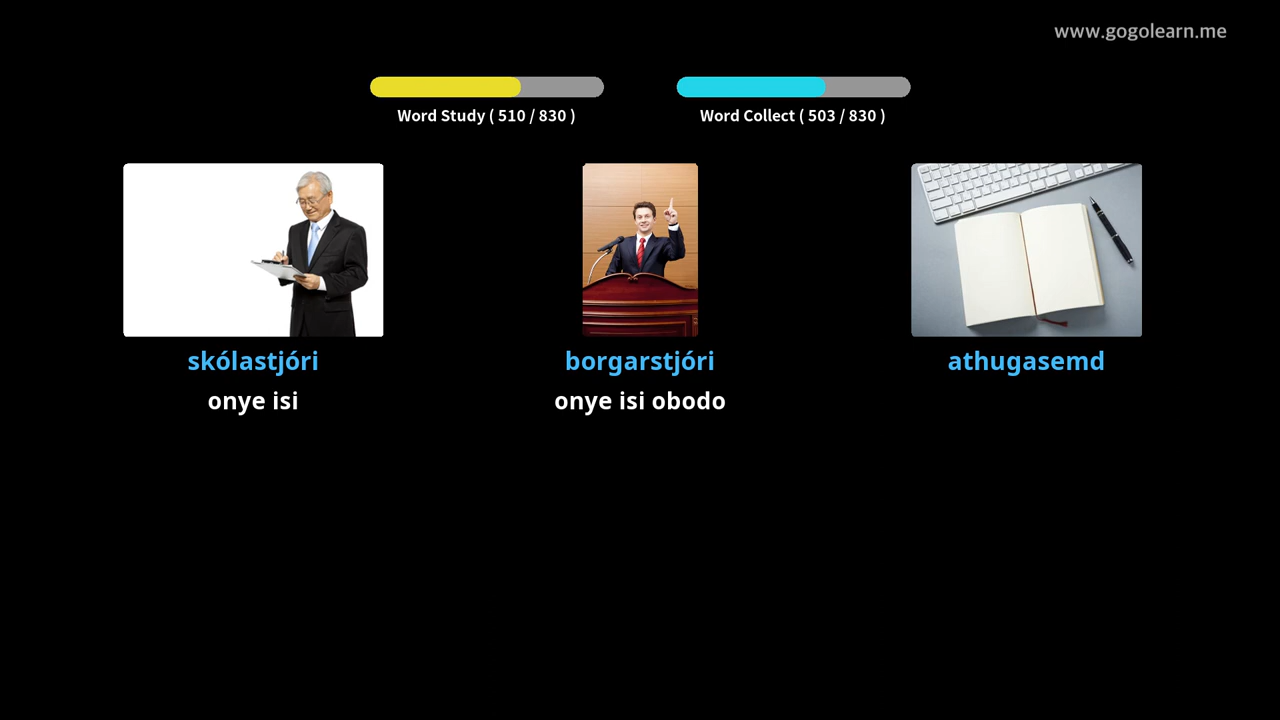 www.gogolearn.me
Word Study ( 510 / 830 )
Word Collect ( 503 / 830 )
skólastjóri
borgarstjóri
athugasemd
onye isi
onye isi obodo